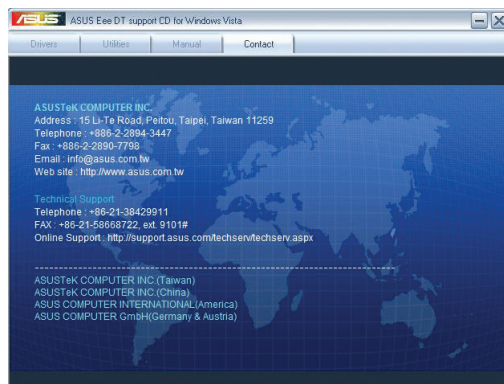 ASUS ASUS Eee DT support CD for Windows Vista
Drivers Utilities Manual Contact
ASUSTeK COMPUTER INC.
Address : 15 Li-Te Road, Peitou, Taipei, Taiwan 11259
Telephone : +886-2-2894-3447
Fax : +886-2-2890-7798
Email : info@asus.com.tw
Web site : http://www.asus.com.tw
Technical Support
Telephone : +86-21-38429911
FAX : +86-21-58668722, ext. 9101#
Online Support : http://support.asus.com/techserv/techserv.aspx
ASUSTeK COMPUTER INC.(Taiwan)
ASUSTeK COMPUTER INC.(China)
ASUS COMPUTER INTERNATIONAL(America)
ASUS COMPUTER GmbH(Germany & Austria)